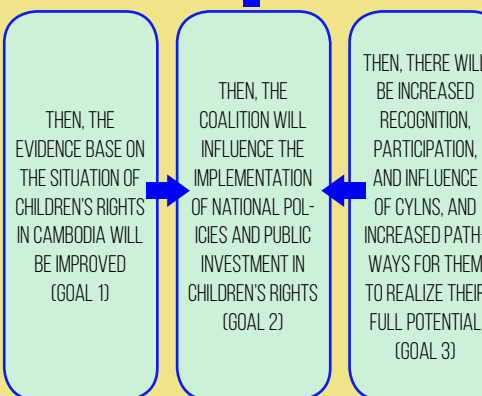 THEN, THE
EVIDENCE BASE ON
THE SITUATION OF
CHILDREN'S RIGHTS
IN CAMBODIA WILL
BE IMPROVED
(GOAL 1)
THEN, THE
COALITION WILL
INFLUENCE THE
IMPLEMENTATION
OF NATIONAL POL-
ICIES AND PUBLIC
INVESTMENT IN
CHILDREN'S RIGHTS
(GOAL 2)
THEN, THERE WILL
BE INCREASED
RECOGNITION,
PARTICIPATION,
AND INFLUENCE
OF CYLNS, AND
INCREASED PATH-
WAYS FOR THEM
TO REALIZE THEIR
FULL POTENTIAL
(GOAL 3)